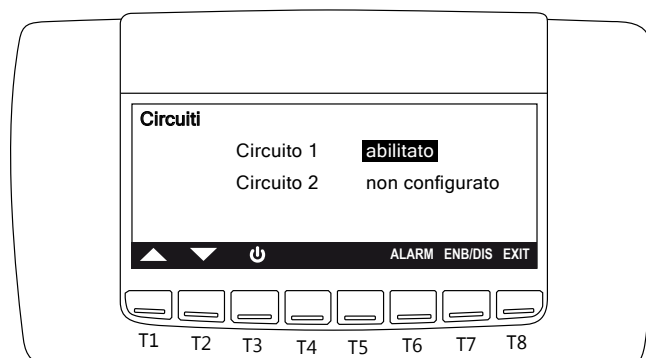 Circuiti
Circuito 1 abilitato
Circuito 2 non configurato
ALARM ENB/DIS EXIT
T1 T2 T3 T4 T5 T6 T7 T8